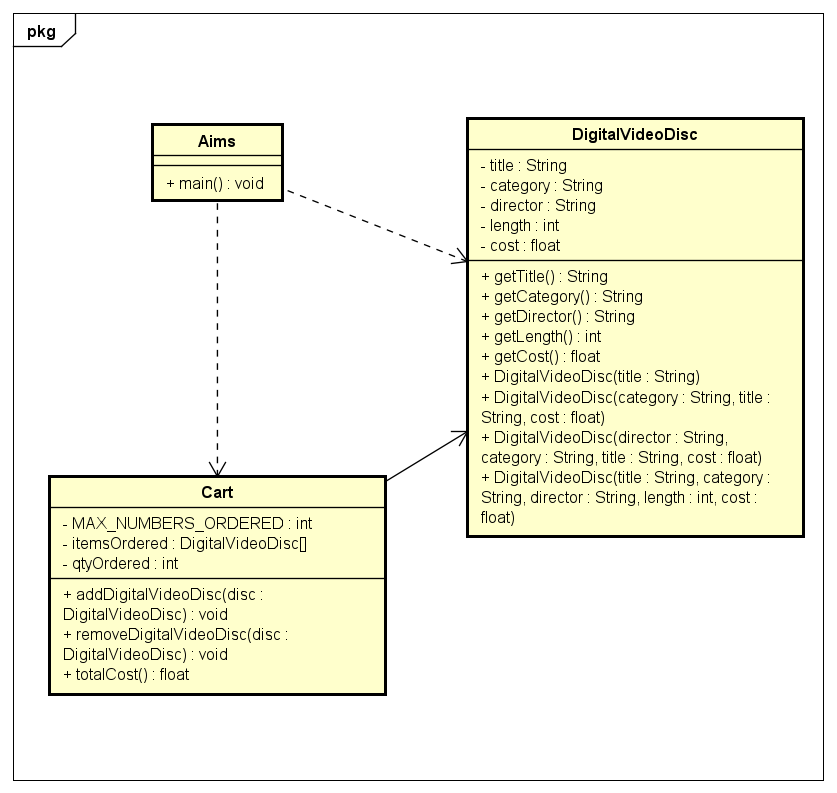 pkg
Aims
+ main() : void
DigitalVideoDisc
- title : String
- category : String
- director : String
- length : int
- cost : float
+ getTitle() : String
+ getCategory() : String
+ getDirector() : String
+ getLength() : int
+ getCost() : float
+ DigitalVideoDisc(title : String)
+ DigitalVideoDisc(category : String, title :
String, cost : float)
+ DigitalVideoDisc(director : String,
category : String, title : String, cost : float)
+ DigitalVideoDisc(title : String, category :
String, director : String, length : int, cost :
float)
Cart
- MAX_NUMBERS_ORDERED : int
- itemsOrdered : DigitalVideoDisc[]
- qtyOrdered : int
+ addDigitalVideoDisc(disc :
DigitalVideoDisc) : void
+ removeDigitalVideoDisc(disc :
DigitalVideoDisc) : void
+ totalCost() : float